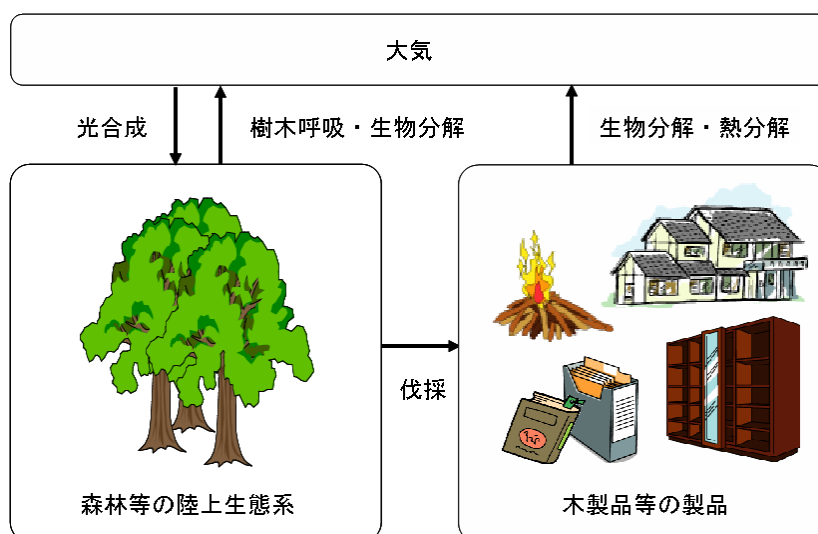 大気
光合成
樹木呼吸・生物分解
生物分解・熱分解
伐採
森林等の陸上生態系
木製品等の製品